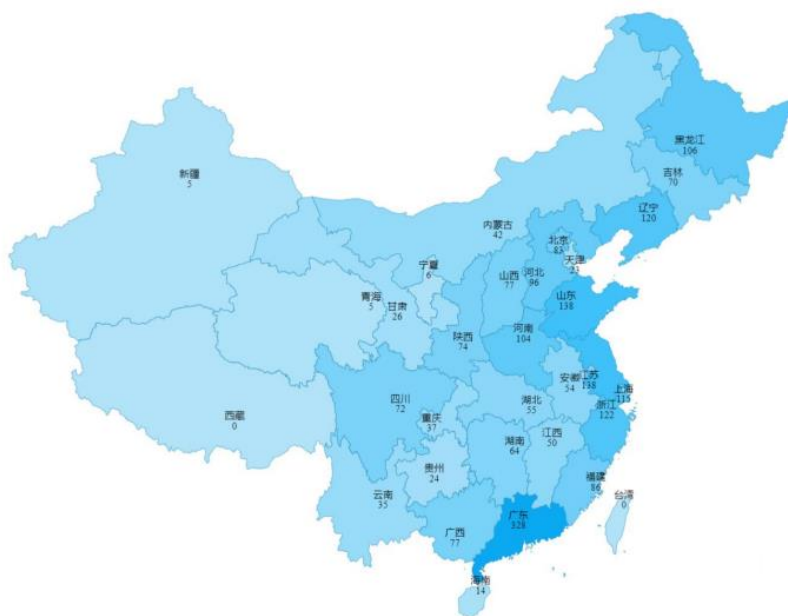 黑龙江
106
新疆
5
吉林
70
辽宁
120
内蒙古
42
北京
83
天津
23
宁夏
6
山西
77
河北
96
青海
5
甘肃
26
山东
138
河南
104
陕西
74
安徽
54
江苏
138
上海
115
四川
72
湖北
55
浙江
122
西藏
0
重庆
37
湖南
64
江西
50
贵州
24
福建
86
云南
35
台湾
0
广东
328
广西
77
海南
14